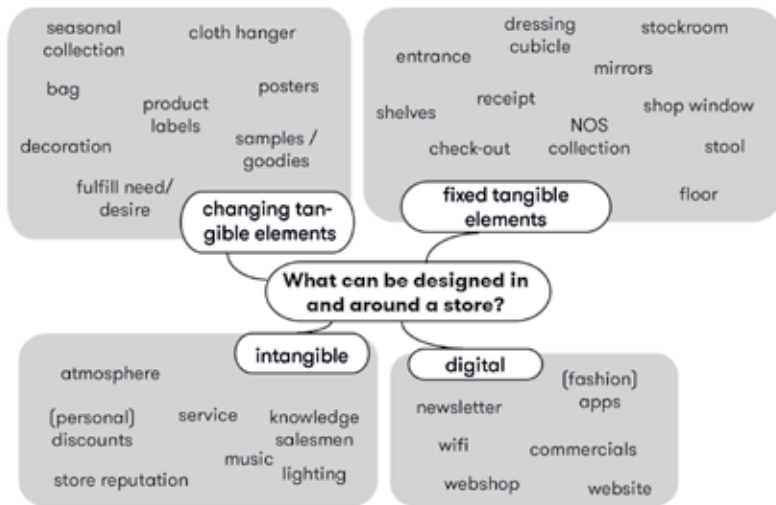 seasonal
collection
cloth hanger
bag
product
labels
posters
decoration
samples /
goodies
fulfill need/
desire
changing tan-
gible elements
dressing
cubicle
stockroom
entrance
mirrors
shelves
receipt
shop window
NOS
collection
check-out
stool
floor
fixed tangible
elements
What can be designed in
and around a store?
intangible
atmosphere
(personal)
discounts
service
knowledge
salesmen
music
lighting
store reputation
digital
(fashion)
apps
newsletter
wifi
commercials
webshop
website